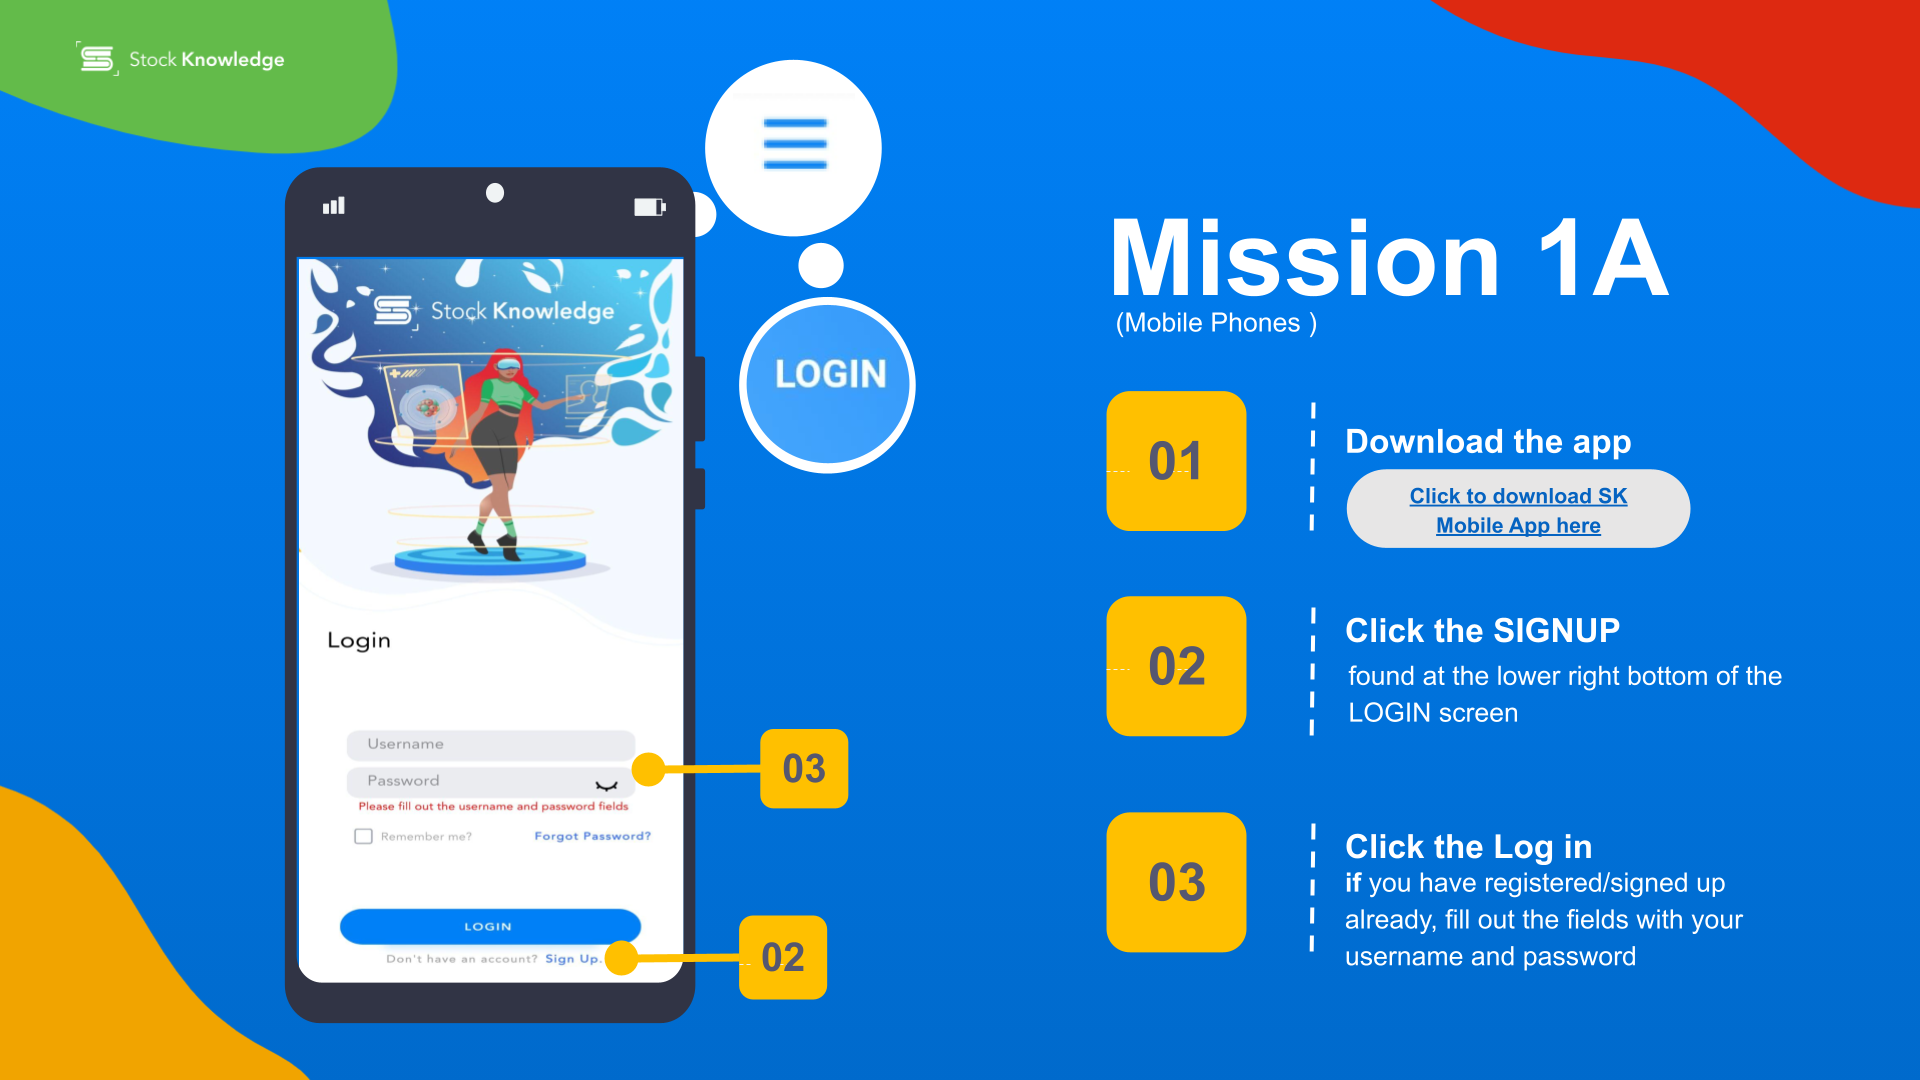 Stock Knowledge
Stock Knowledge
LOGIN
Login
Username
Password
Please fill out the username and password fields
Remember me? Forgot Password?
LOGIN
Don't have an account? Sign Up.
03
02
Mission 1A
(Mobile Phones )
01
Download the app
Click to download SK
Mobile App here
02
Click the SIGNUP
found at the lower right bottom of the
LOGIN screen
03
Click the Log in
if you have registered/signed up
already, fill out the fields with your
username and password